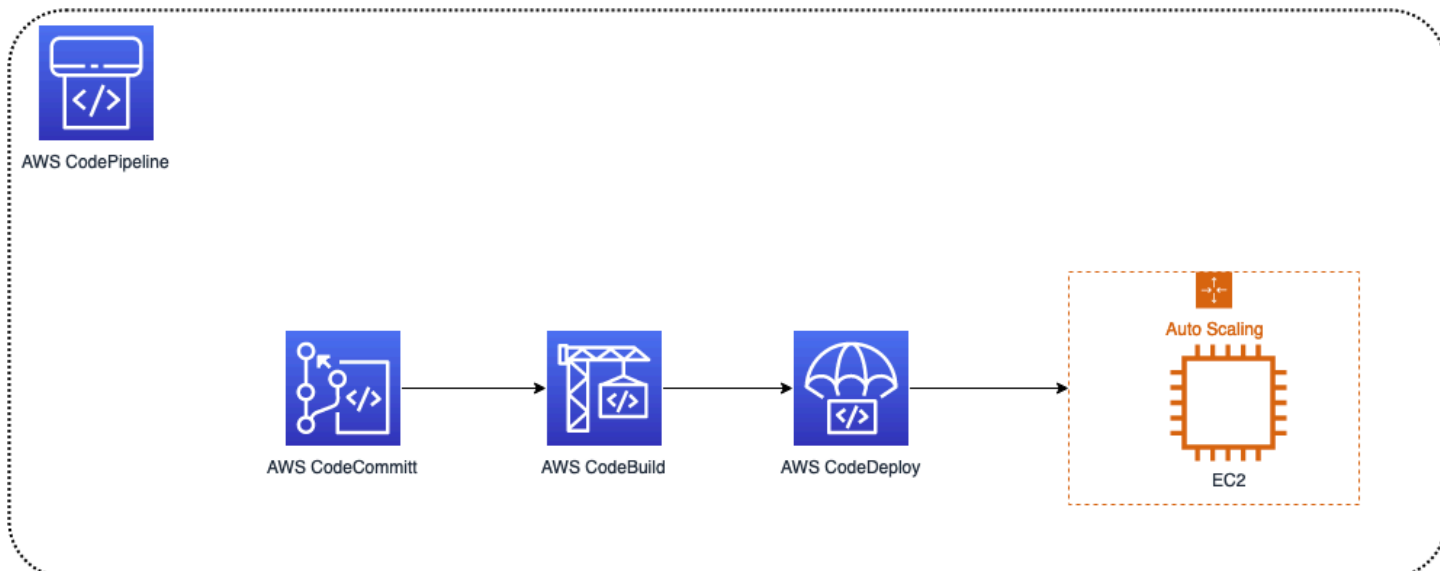 AWS CodePipeline
Auto Scaling
AWS CodeCommitt
AWS CodeBuild
AWS CodeDeploy
EC2